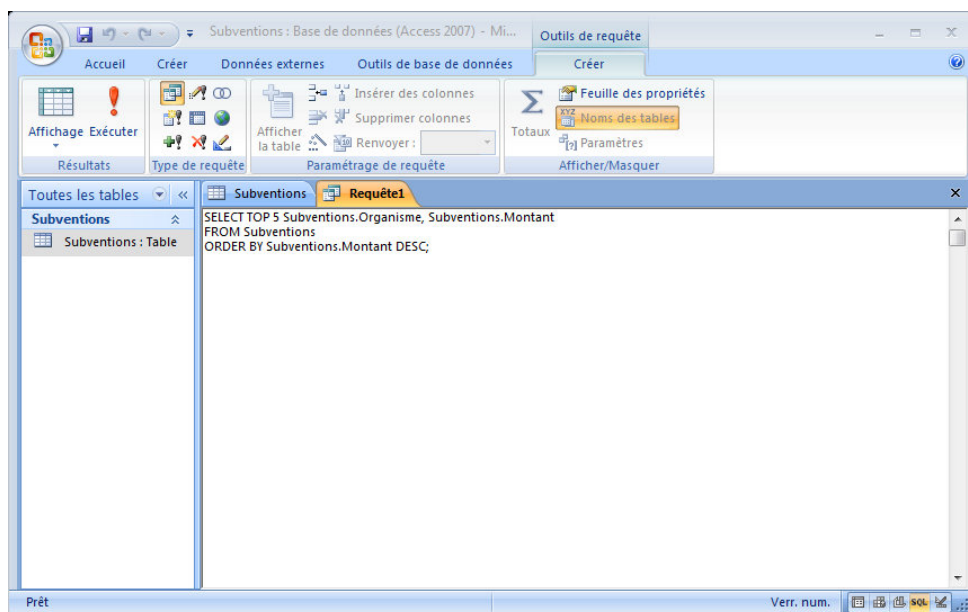 Subventions : Base de données (Access 2007) - Mi...
Outils de requête
Accueil
Créer
Données externes
Outils de base de données
Créer
Affichage
Exécuter
Résultats
Type de requête
Afficher
la table
Insérer des colonnes
Supprimer colonnes
Renvoyer :
Paramétrage de requête
Totaux
Feuille des propriétés
XYZ
Noms des tables
[?] Paramètres
Afficher/Masquer
Toutes les tables
«
Subventions
Subventions : Table
Subventions
Requête1
SELECT TOP 5 Subventions.Organisme, Subventions.Montant
FROM Subventions
ORDER BY Subventions.Montant DESC;
Prêt
Verr. num.
SQL